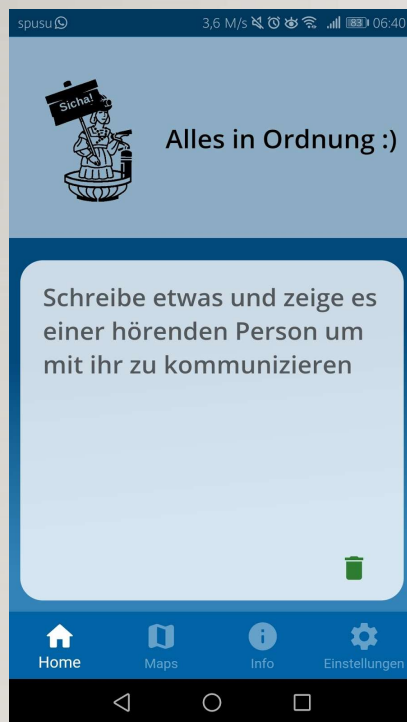 spusu 3,6 M/s 83 06:40
Sicha!
Alles in Ordnung :)
Schreibe etwas und zeige es
einer hörenden Person um
mit ihr zu kommunizieren
Home Maps Info Einstellungen